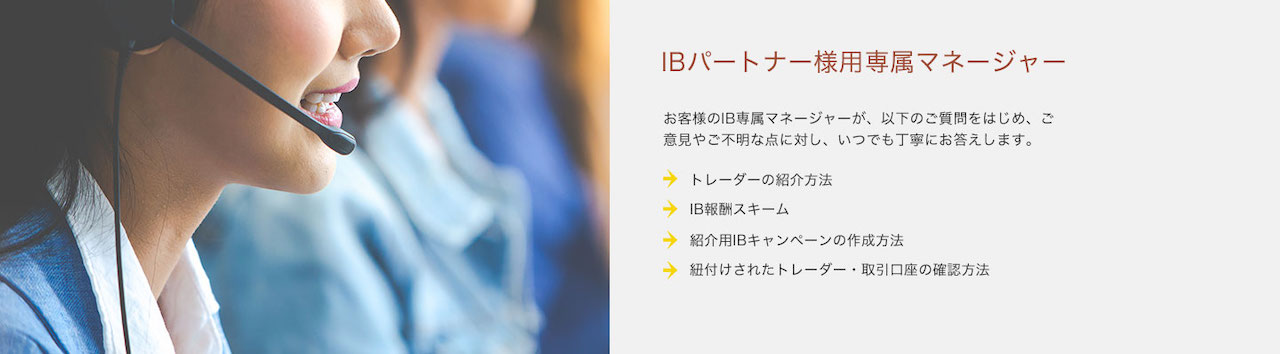 IBパートナー様用専属マネージャー
お客様のIB専属マネージャーが、以下のご質問をはじめ、ご
意見やご不明な点に対し、いつでも丁寧にお答えします。
トレーダーの紹介方法
IB報酬スキーム
紹介用IBキャンペーンの作成方法
紐付けされたトレーダー・取引口座の確認方法